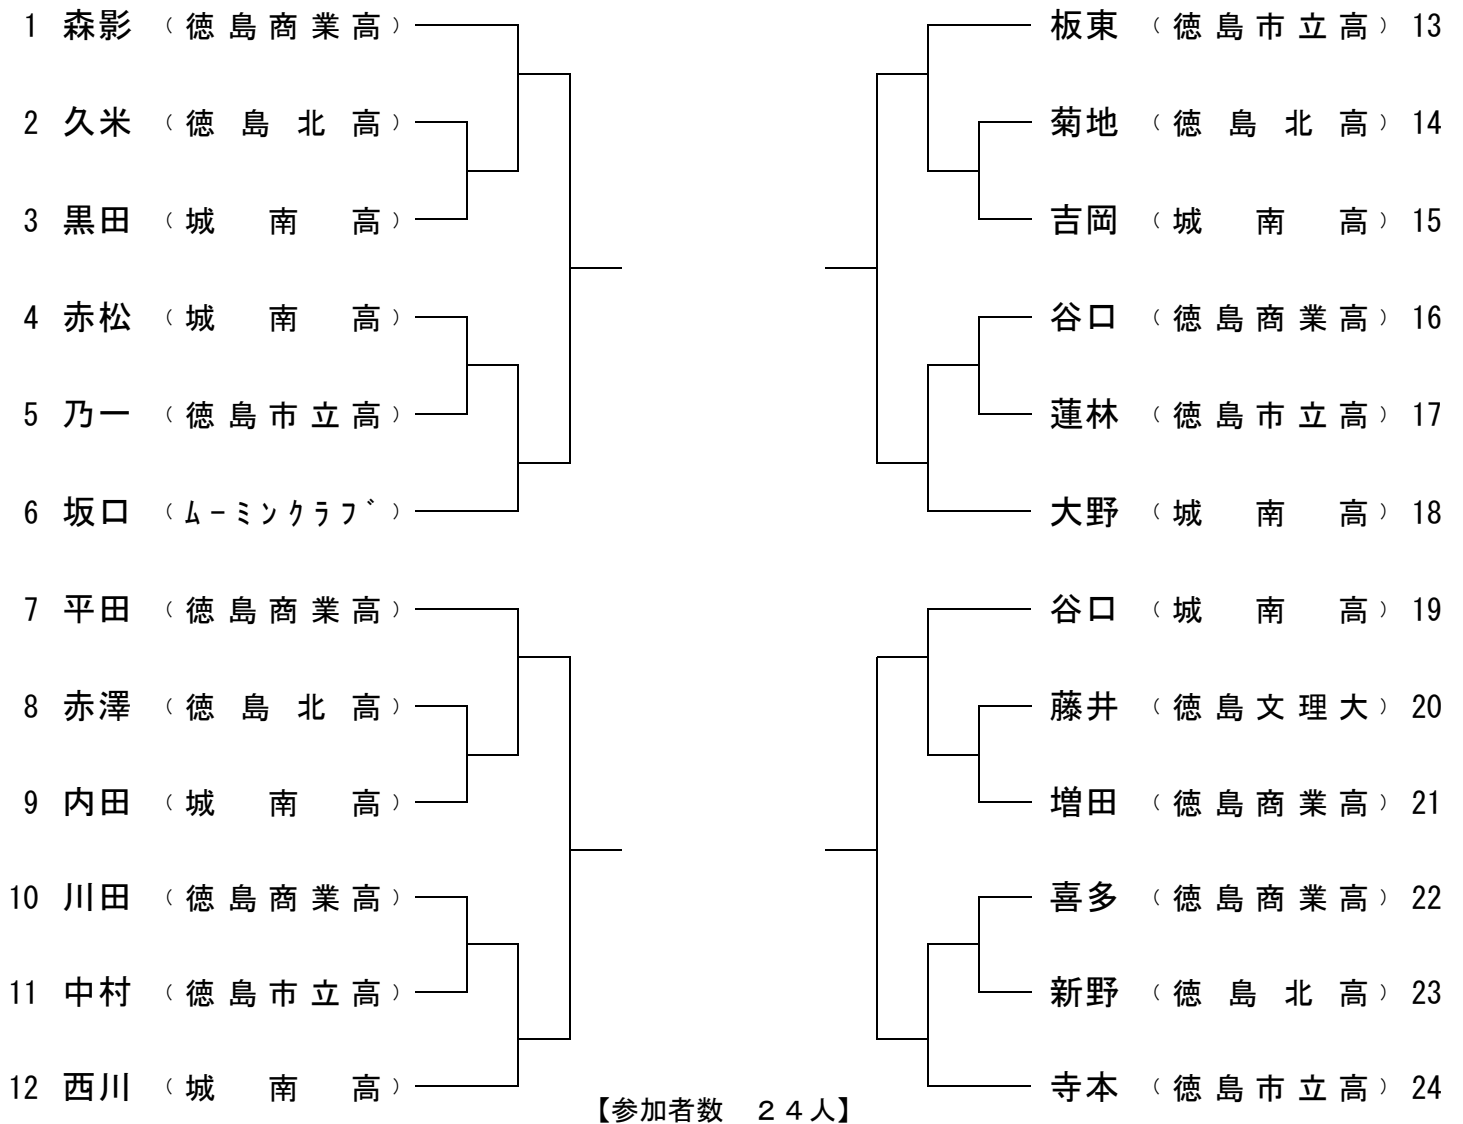 1 森影 （徳島商業高） 板東 （徳島市立高） 13
2 久米 （徳島北高） 菊地 （徳島北高） 14
3 黒田 （城南高） 吉岡 （城南高） 15
4 赤松 （城南高） 谷口 （徳島商業高） 16
5 乃一 （徳島市立高） 蓮林 （徳島市立高） 17
6 坂口 （ﾑｰﾐﾝｸﾗﾌﾞ） 大野 （城南高） 18
7 平田 （徳島商業高） 谷口 （城南高） 19
8 赤澤 （徳島北高） 藤井 （徳島文理大） 20
9 内田 （城南高） 増田 （徳島商業高） 21
10 川田 （徳島商業高） 喜多 （徳島商業高） 22
11 中村 （徳島市立高） 新野 （徳島北高） 23
12 西川 （城南高） 寺本 （徳島市立高） 24
【参加者数　２４人】